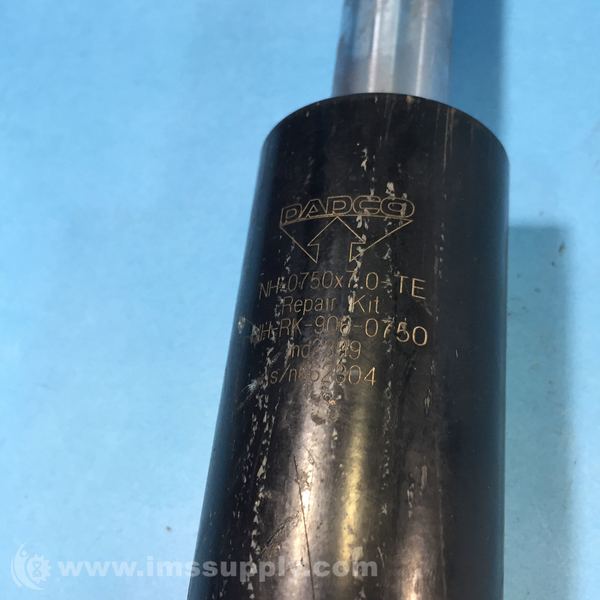 DADCO
NH-0750x7.0-TE
Repair Kit
NH-RK-900-0750
www.imssupply.com